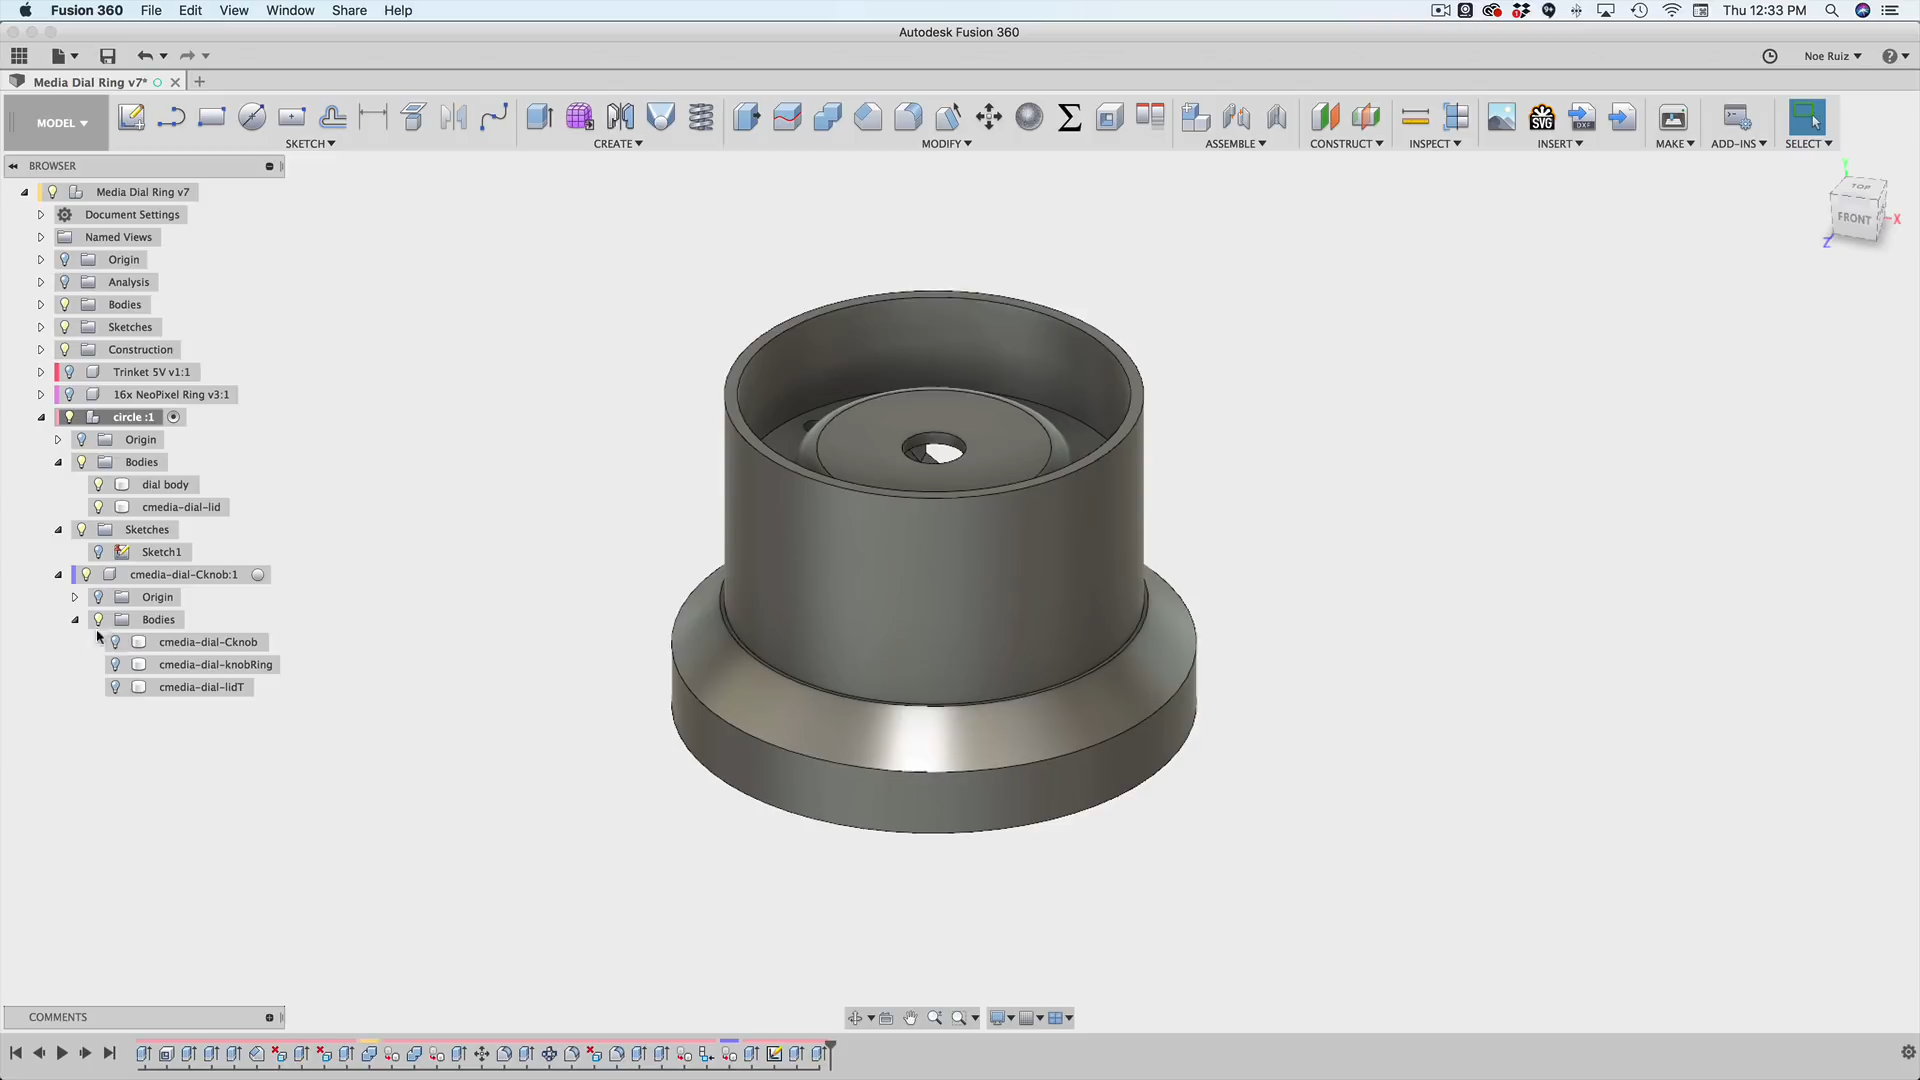 Fusion 360 File Edit View Window Share Help Thu 12:33 PM
Autodesk Fusion 360
Noe Ruiz
Media Dial Ring v7*
MODEL
SKETCH CREATE MODIFY ASSEMBLE CONSTRUCT INSPECT INSERT MAKE ADD-INS SELECT
SVG
DXF
BROWSER
Media Dial Ring v7
Document Settings
Named Views
Origin
Analysis
Bodies
Sketches
Construction
Trinket 5V v1:1
16x NeoPixel Ring v3:1
circle :1
Origin
Bodies
dial body
cmedia-dial-lid
Sketches
Sketch1
cmedia-dial-Cknob:1
Origin
Bodies
cmedia-dial-Cknob
cmedia-dial-knobRing
cmedia-dial-lidT
Y
TOP
FRONT
X
Z
COMMENTS